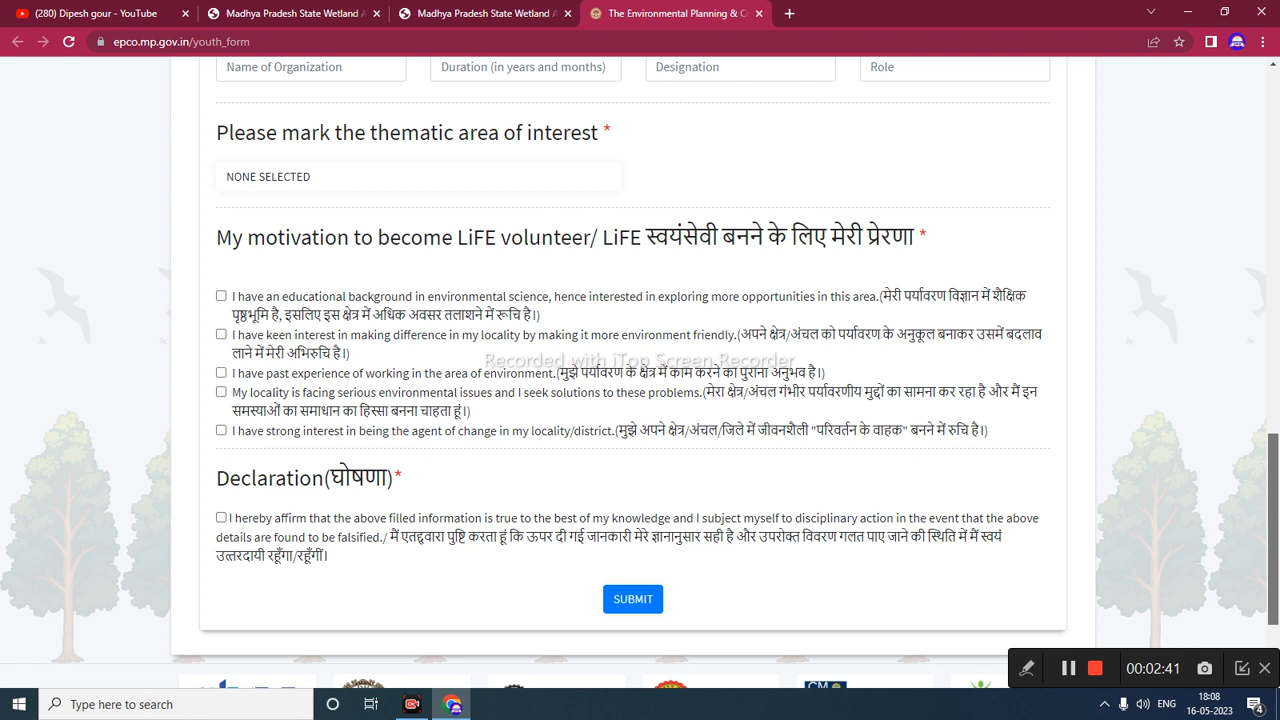 (280) Dipesh gour - YouTube
Madhya Pradesh State Wetland A
Madhya Pradesh State Wetland A
The Environmental Planning & C
epco.mp.gov.in/youth_form
Name of Organization
Duration (in years and months)
Designation
Role
Please mark the thematic area of interest *
NONE SELECTED
My motivation to become LiFE volunteer/ LiFE स्वयंसेवी बनने के लिए मेरी प्रेरणा *
I have an educational background in environmental science, hence interested in exploring more opportunities in this area.(मेरी पर्यावरण विज्ञान में शैक्षिक
पृष्ठभूमि है, इसलिए इस क्षेत्र में अधिक अवसर तलाशने में रूचि है।)
I have keen interest in making difference in my locality by making it more environment friendly.(अपने क्षेत्र/अंचल को पर्यावरण के अनुकूल बनाकर उसमें बदलाव
लाने में मेरी अभिरुचि है।)
Recorded with iTop Screen Recorder
I have past experience of working in the area of environment.(मुझे पर्यावरण के क्षेत्र में काम करने का पुराना अनुभव है।)
My locality is facing serious environmental issues and I seek solutions to these problems.(मेरा क्षेत्र/अंचल गंभीर पर्यावरणीय मुद्दों का सामना कर रहा है और मैं इन
समस्याओं का समाधान का हिस्सा बनना चाहता हूं।)
I have strong interest in being the agent of change in my locality/district.(मुझे अपने क्षेत्र/अंचल/जिले में जीवनशैली "परिवर्तन के वाहक" बनने में रुचि है।)
Declaration(घोषणा)*
I hereby affirm that the above filled information is true to the best of my knowledge and I subject myself to disciplinary action in the event that the above
details are found to be falsified./ मैं एतद्द्वारा पुष्टि करता हूं कि ऊपर दी गई जानकारी मेरे ज्ञानानुसार सही है और उपरोक्त विवरण गलत पाए जाने की स्थिति में मैं स्वयं
उत्तरदायी रहूँगा/रहूँगीं।
SUBMIT
CM
00:02:41
Type here to search
ENG
18:08
16-05-2023
4